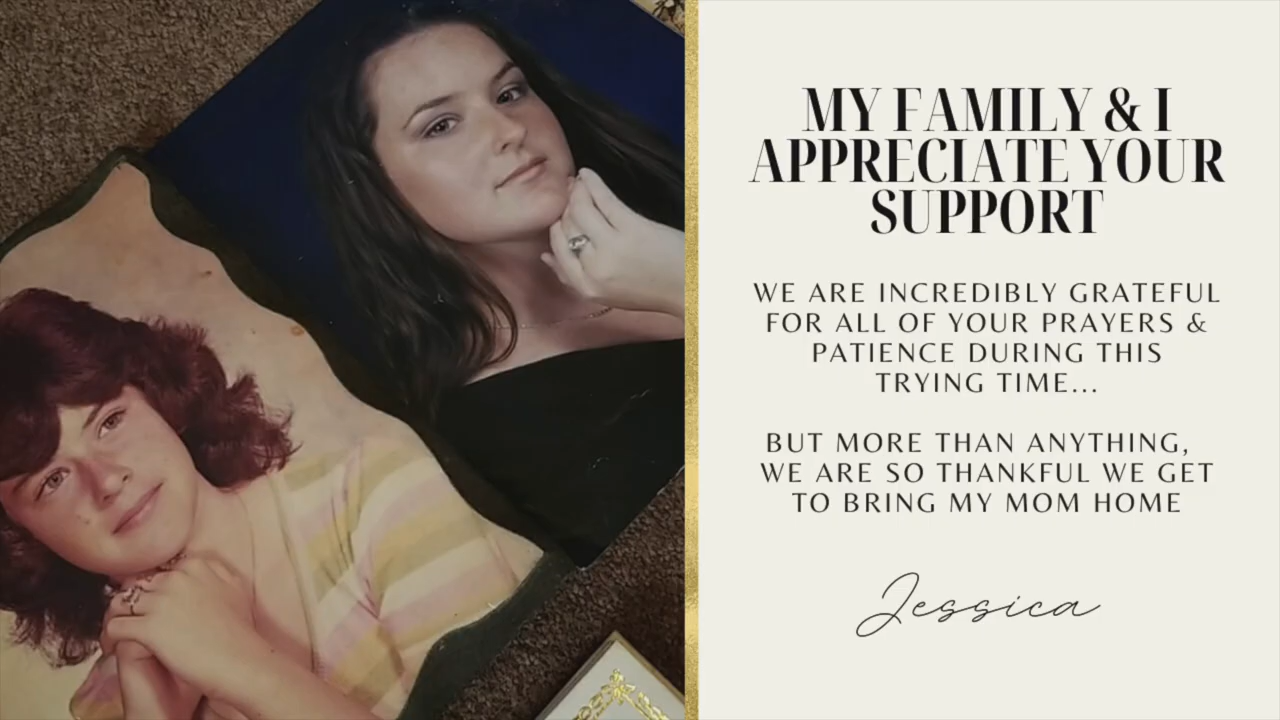 MY FAMILY & I
APPRECIATE YOUR
SUPPORT
WE ARE INCREDIBLY GRATEFUL
FOR ALL OF YOUR PRAYERS &
PATIENCE DURING THIS
TRYING TIME...
BUT MORE THAN ANYTHING,
WE ARE SO THANKFUL WE GET
TO BRING MY MOM HOME
Jessica